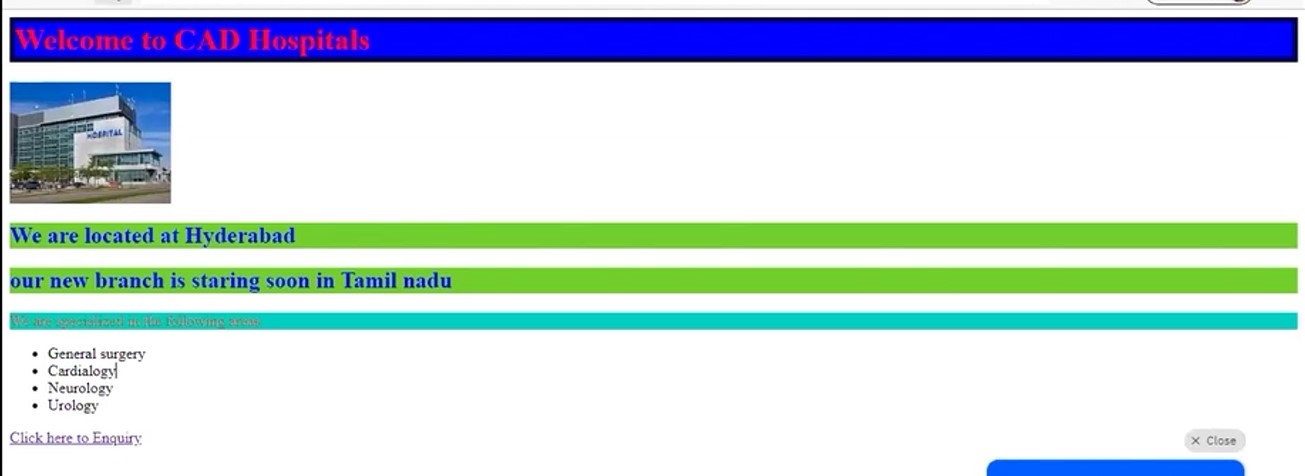 Welcome to CAD Hospitals
HOSPITAL
We are located at Hyderabad
our new branch is staring soon in Tamil nadu
We are specialized in the following areas
General surgery
Cardialogy
Neurology
Urology
Click here to Enquiry
Close